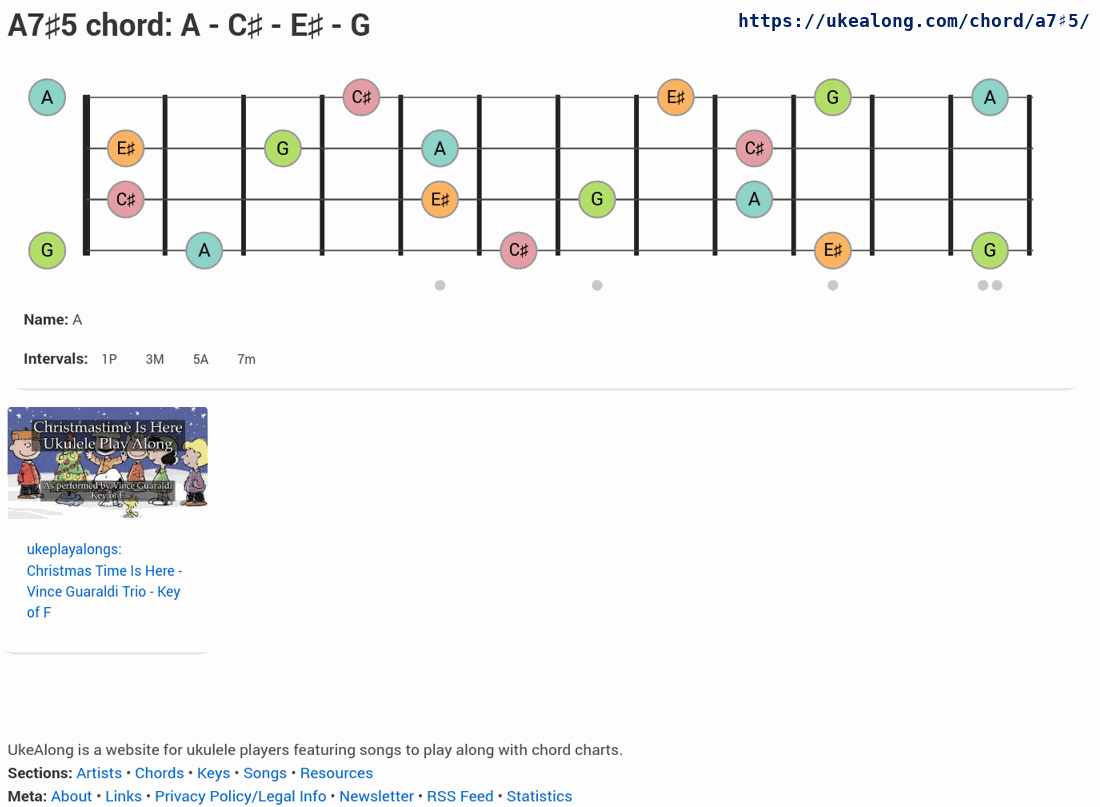 A7♯5 chord: A - C♯ - E♯ - G
https://ukealong.com/chord/a7♯5/
A C♯ E♯ G A
E♯ G A C♯
C♯ E♯ G A
G A C♯ E♯ G
Name: A
Intervals: 1P 3M 5A 7m
Christmastime Is Here
Ukulele Play Along
As performed by Vince Guaraldi
Key of F
ukeplayalongs:
Christmas Time Is Here -
Vince Guaraldi Trio - Key
of F
UkeAlong is a website for ukulele players featuring songs to play along with chord charts.
Sections: Artists • Chords • Keys • Songs • Resources
Meta: About • Links • Privacy Policy/Legal Info • Newsletter • RSS Feed • Statistics